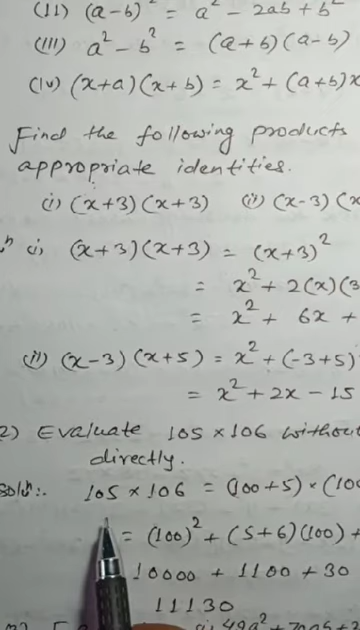 (ii) (a-b)² = a² - 2ab + b²
(iii) a² - b² = (a+b)(a-b)
(iv) (x+a)(x+b) = x² + (a+b)x
Find the following products
appropriate identities.
(i) (x+3)(x+3) (ii) (x-3)(x
i) (x+3)(x+3) = (x+3)²
= x² + 2(x)(3
= x² + 6x +
(ii) (x-3)(x+5) = x² + (-3+5)
= x² + 2x - 15
2) Evaluate 105 × 106 without
directly.
Soln:. 105 × 106 = (100+5) × (100
= (100)² + (5+6)(100) +
10000 + 1100 + 30
11130